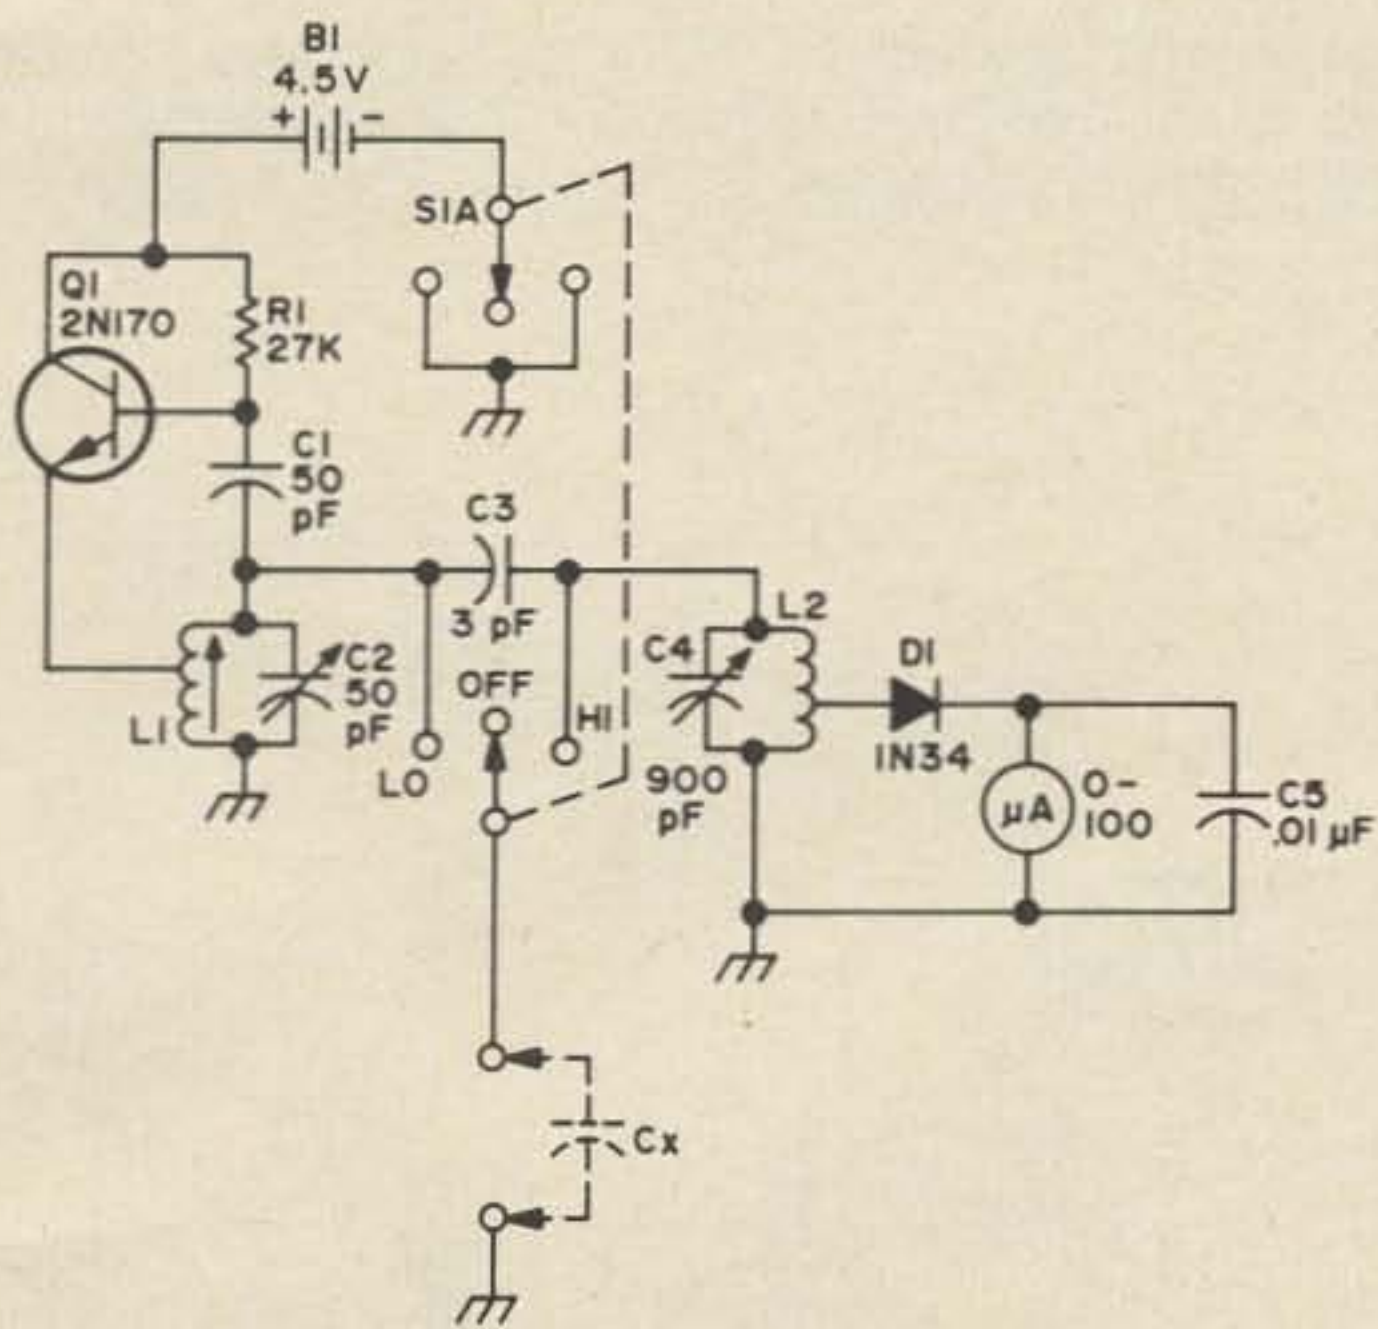 B1
4.5V
+ -
S1A
Q1
2N170
R1
27K
C1
50
pF
C3
3 pF
L2
C4
C2
50
pF
OFF
D1
L1
LO
HI
1N34
900
pF
µA
0-
100
C5
.01 µF
Cx